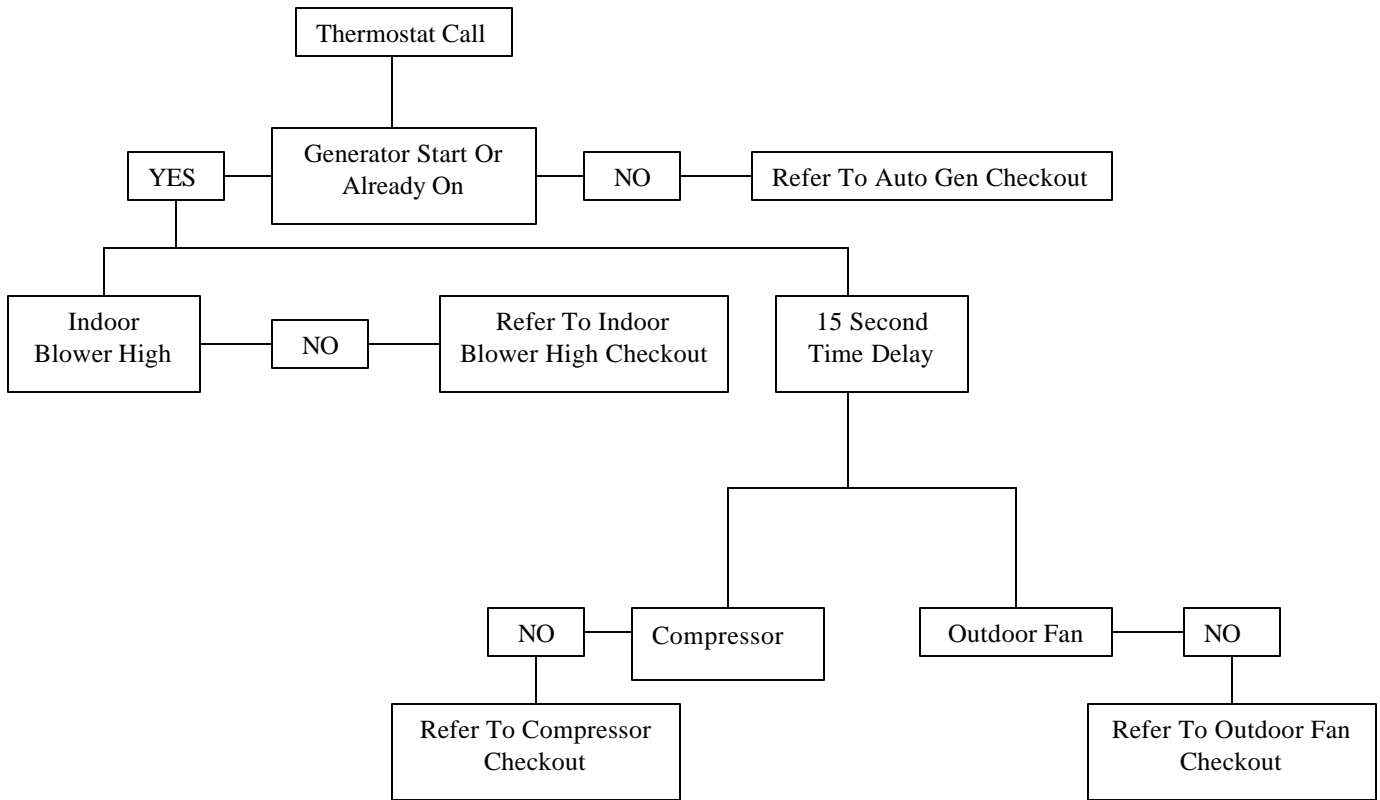 Thermostat Call
YES
Generator Start Or
Already On
NO
Refer To Auto Gen Checkout
Indoor
Blower High
NO
Refer To Indoor
Blower High Checkout
15 Second
Time Delay
NO
Compressor
Outdoor Fan
NO
Refer To Compressor
Checkout
Refer To Outdoor Fan
Checkout